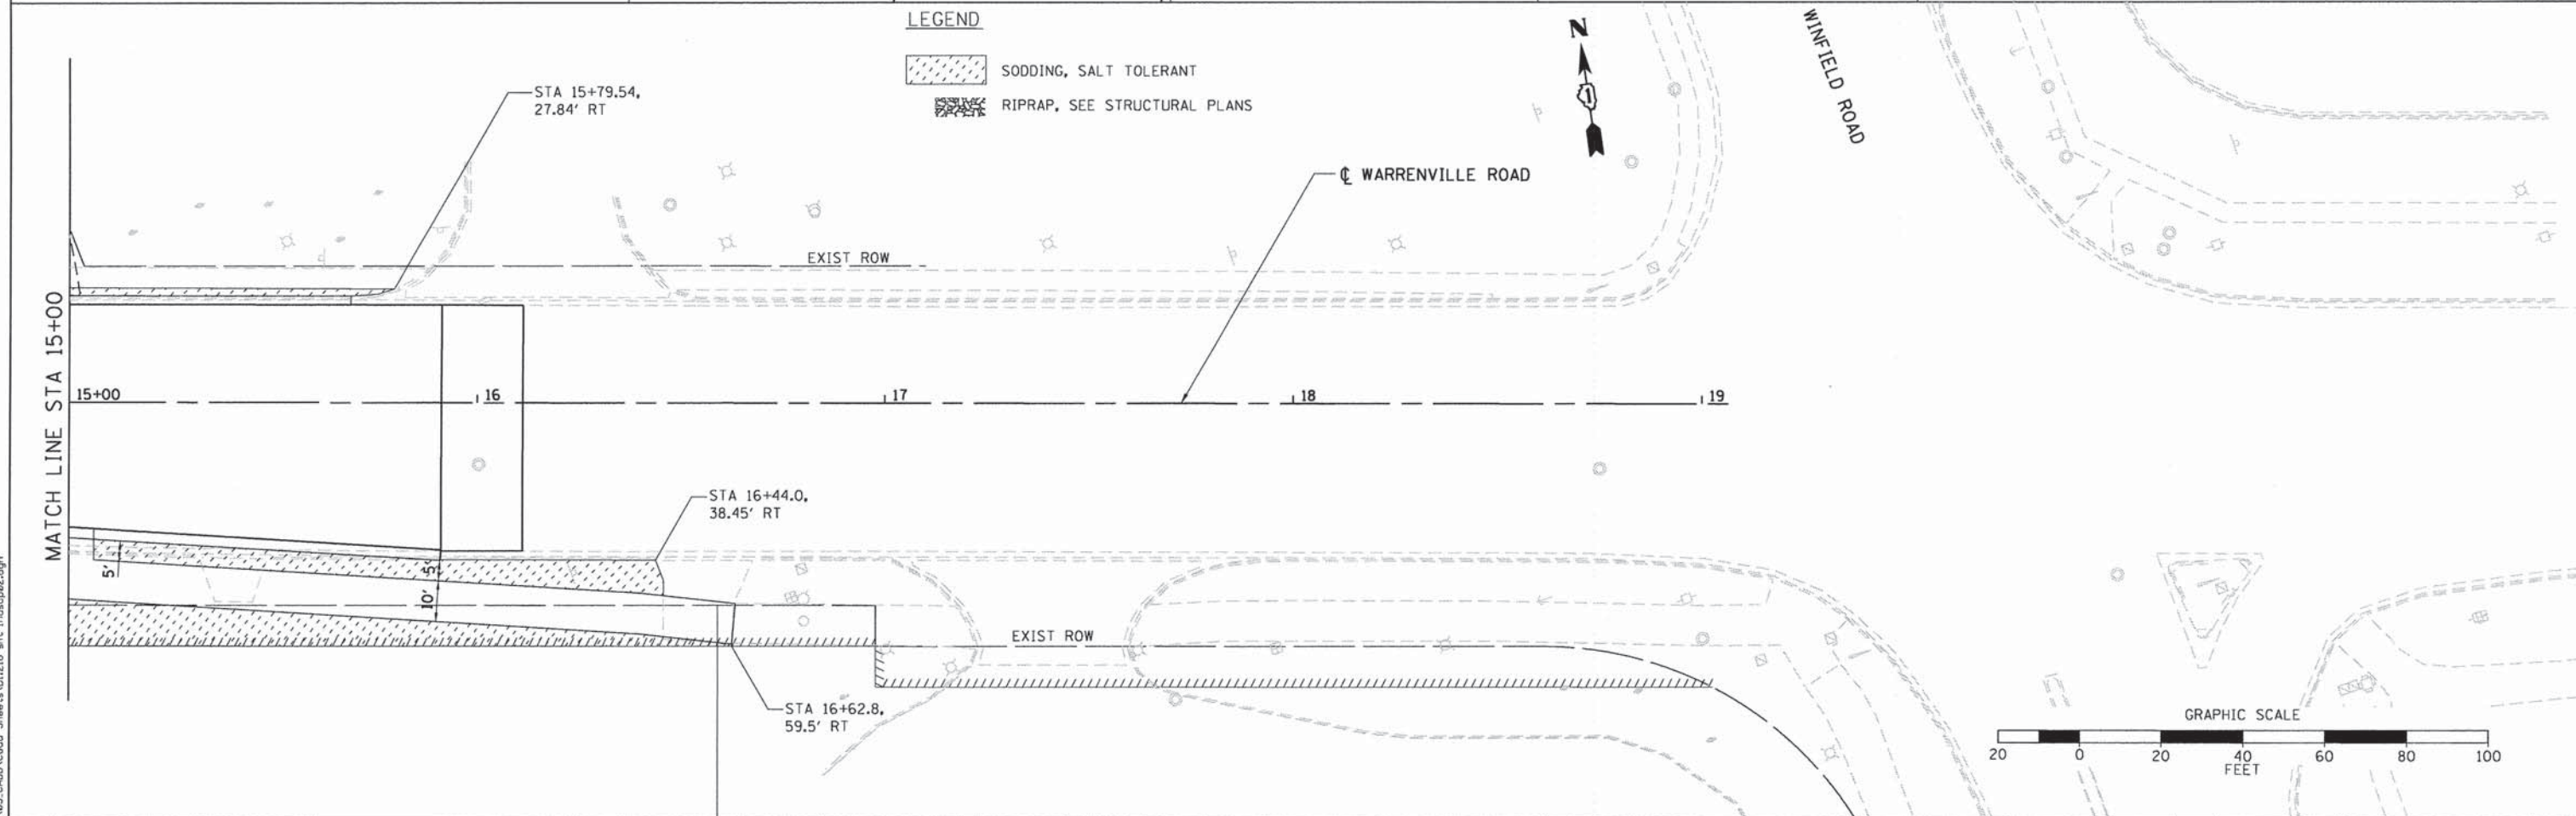 LEGEND
SODDING, SALT TOLERANT
RIPRAP, SEE STRUCTURAL PLANS
N
1
WINFIELD ROAD
STA 15+79.54,
27.84' RT
℄ WARRENVILLE ROAD
EXIST ROW
MATCH LINE STA 15+00
15+00
16
17
18
19
STA 16+44.0,
38.45' RT
5'
5'
10'
EXIST ROW
STA 16+62.8,
59.5' RT
GRAPHIC SCALE
20 0 20 40 60 80 100
FEET